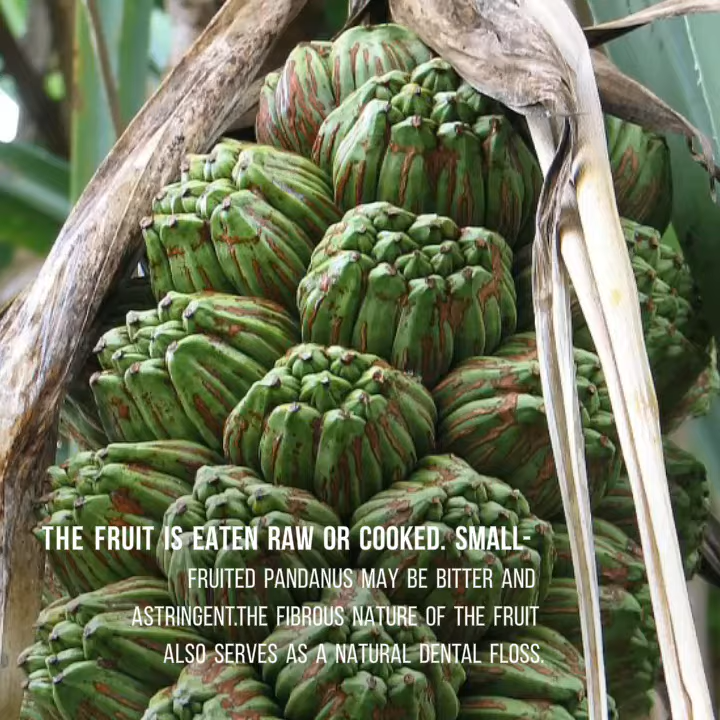 THE FRUIT IS EATEN RAW OR COOKED. SMALL-
FRUITED PANDANUS MAY BE BITTER AND
ASTRINGENT.THE FIBROUS NATURE OF THE FRUIT
ALSO SERVES AS A NATURAL DENTAL FLOSS.